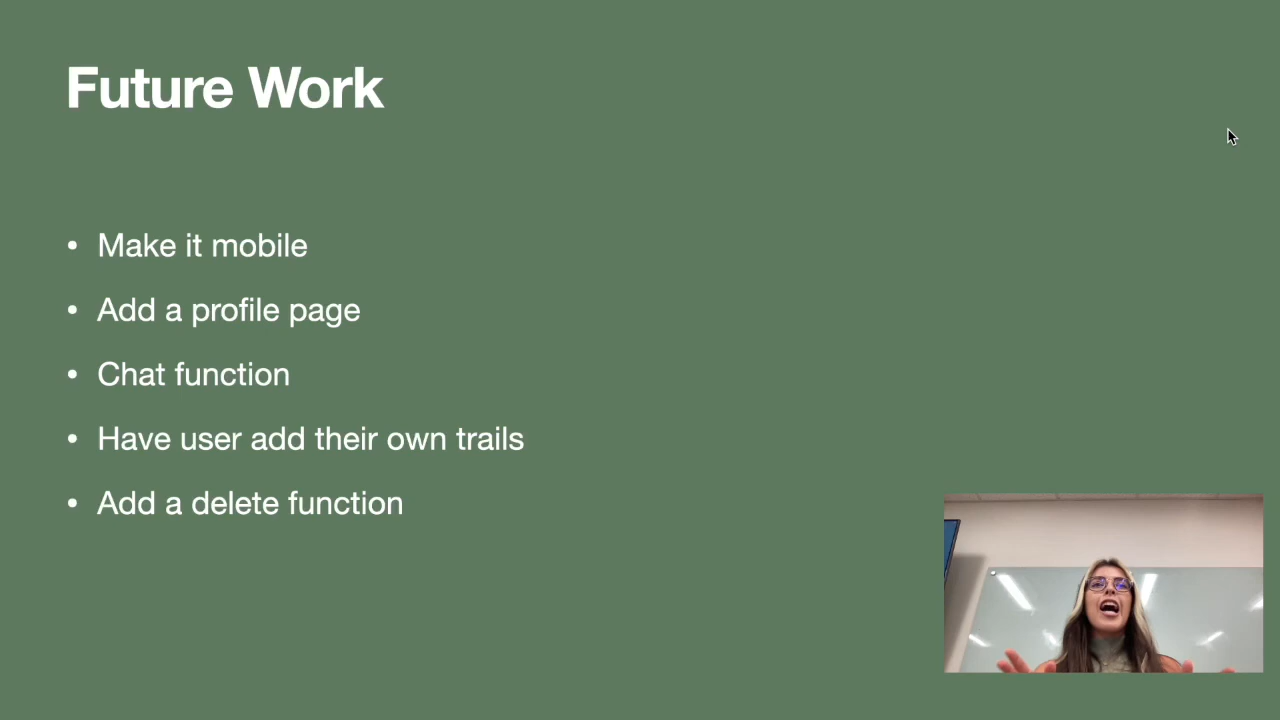 Future Work
• Make it mobile
• Add a profile page
• Chat function
• Have user add their own trails
• Add a delete function